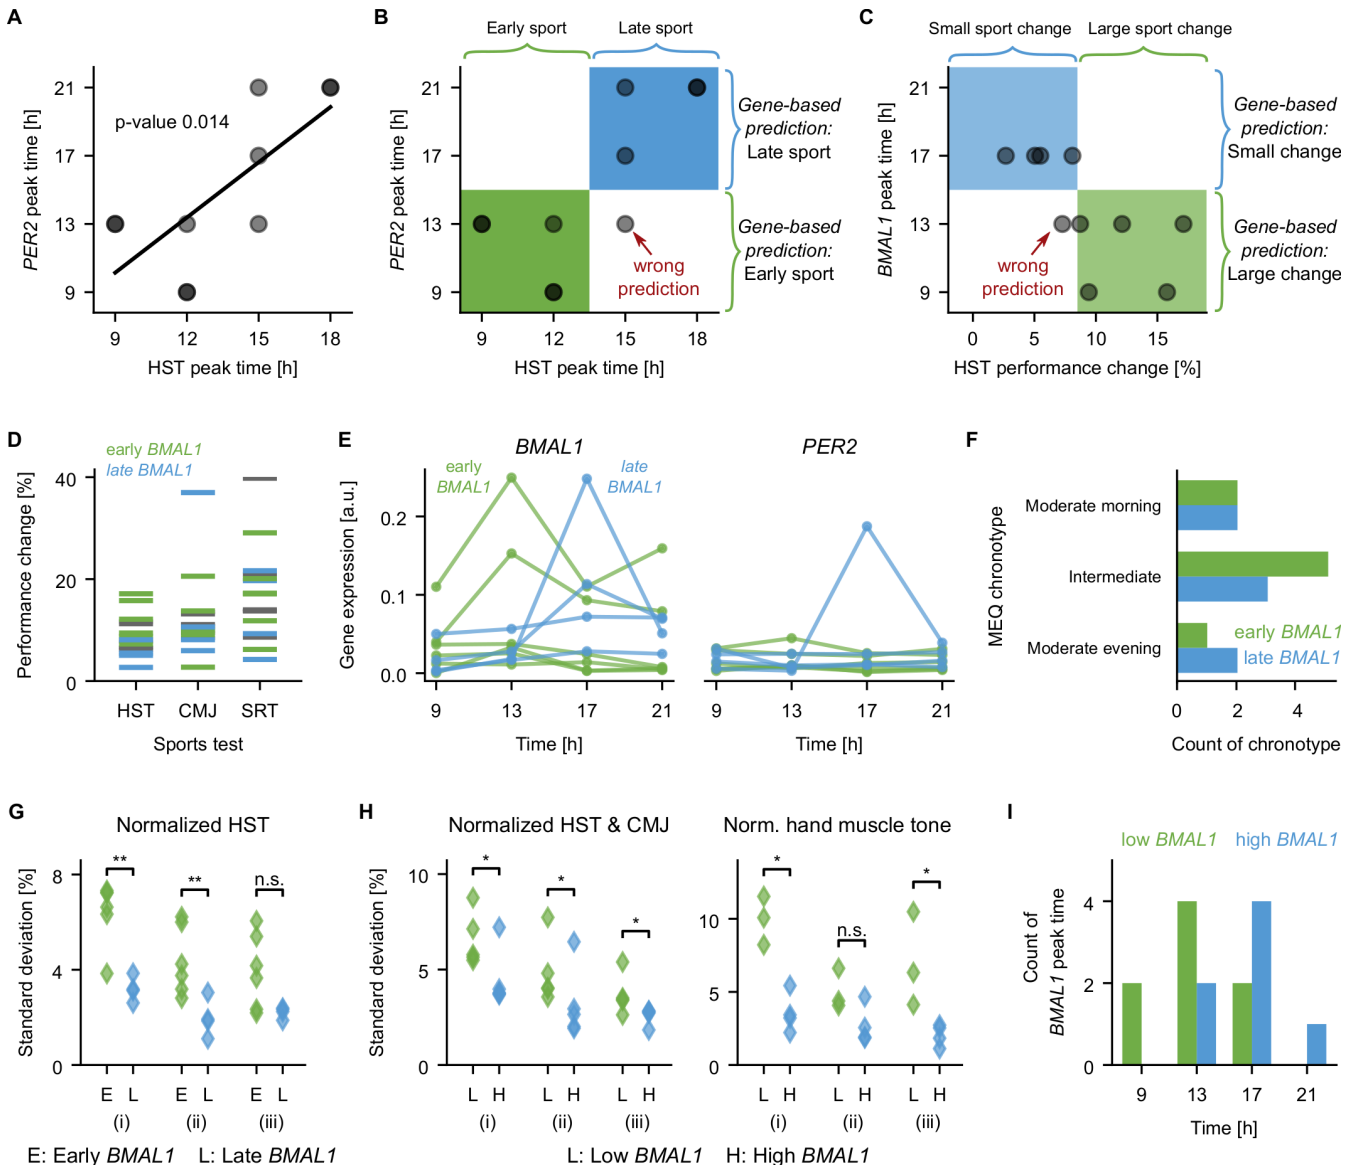 A
PER2 peak time [h]
21
17
13
9
p-value 0.014
9 12 15 18
HST peak time [h]
B
Early sport Late sport
PER2 peak time [h]
21
17
13
9
Gene-based
prediction:
Late sport
Gene-based
prediction:
Early sport
wrong
prediction
9 12 15 18
HST peak time [h]
C
Small sport change Large sport change
BMAL1 peak time [h]
21
17
13
9
Gene-based
prediction:
Small change
Gene-based
prediction:
Large change
wrong
prediction
0 5 10 15
HST performance change [%]
D
early BMAL1
late BMAL1
Performance change [%]
40
20
0
HST CMJ SRT
Sports test
E
BMAL1
early
BMAL1
late
BMAL1
Gene expression [a.u.]
0.2
0.1
0.0
9 13 17 21
Time [h]
PER2
9 13 17 21
Time [h]
F
MEQ chronotype
Moderate morning
Intermediate
Moderate evening
early BMAL1
late BMAL1
0 2 4
Count of chronotype
G
Normalized HST
Standard deviation [%]
8
4
0
** ** n.s.
E L E L E L
(i) (ii) (iii)
E: Early BMAL1 L: Late BMAL1
H
Normalized HST & CMJ
Standard deviation [%]
10
5
0
* * *
L H L H L H
(i) (ii) (iii)
Norm. hand muscle tone
10
5
0
* n.s. *
L H L H L H
(i) (ii) (iii)
L: Low BMAL1 H: High BMAL1
I
low BMAL1 high BMAL1
Count of
BMAL1 peak time
4
2
0
9 13 17 21
Time [h]